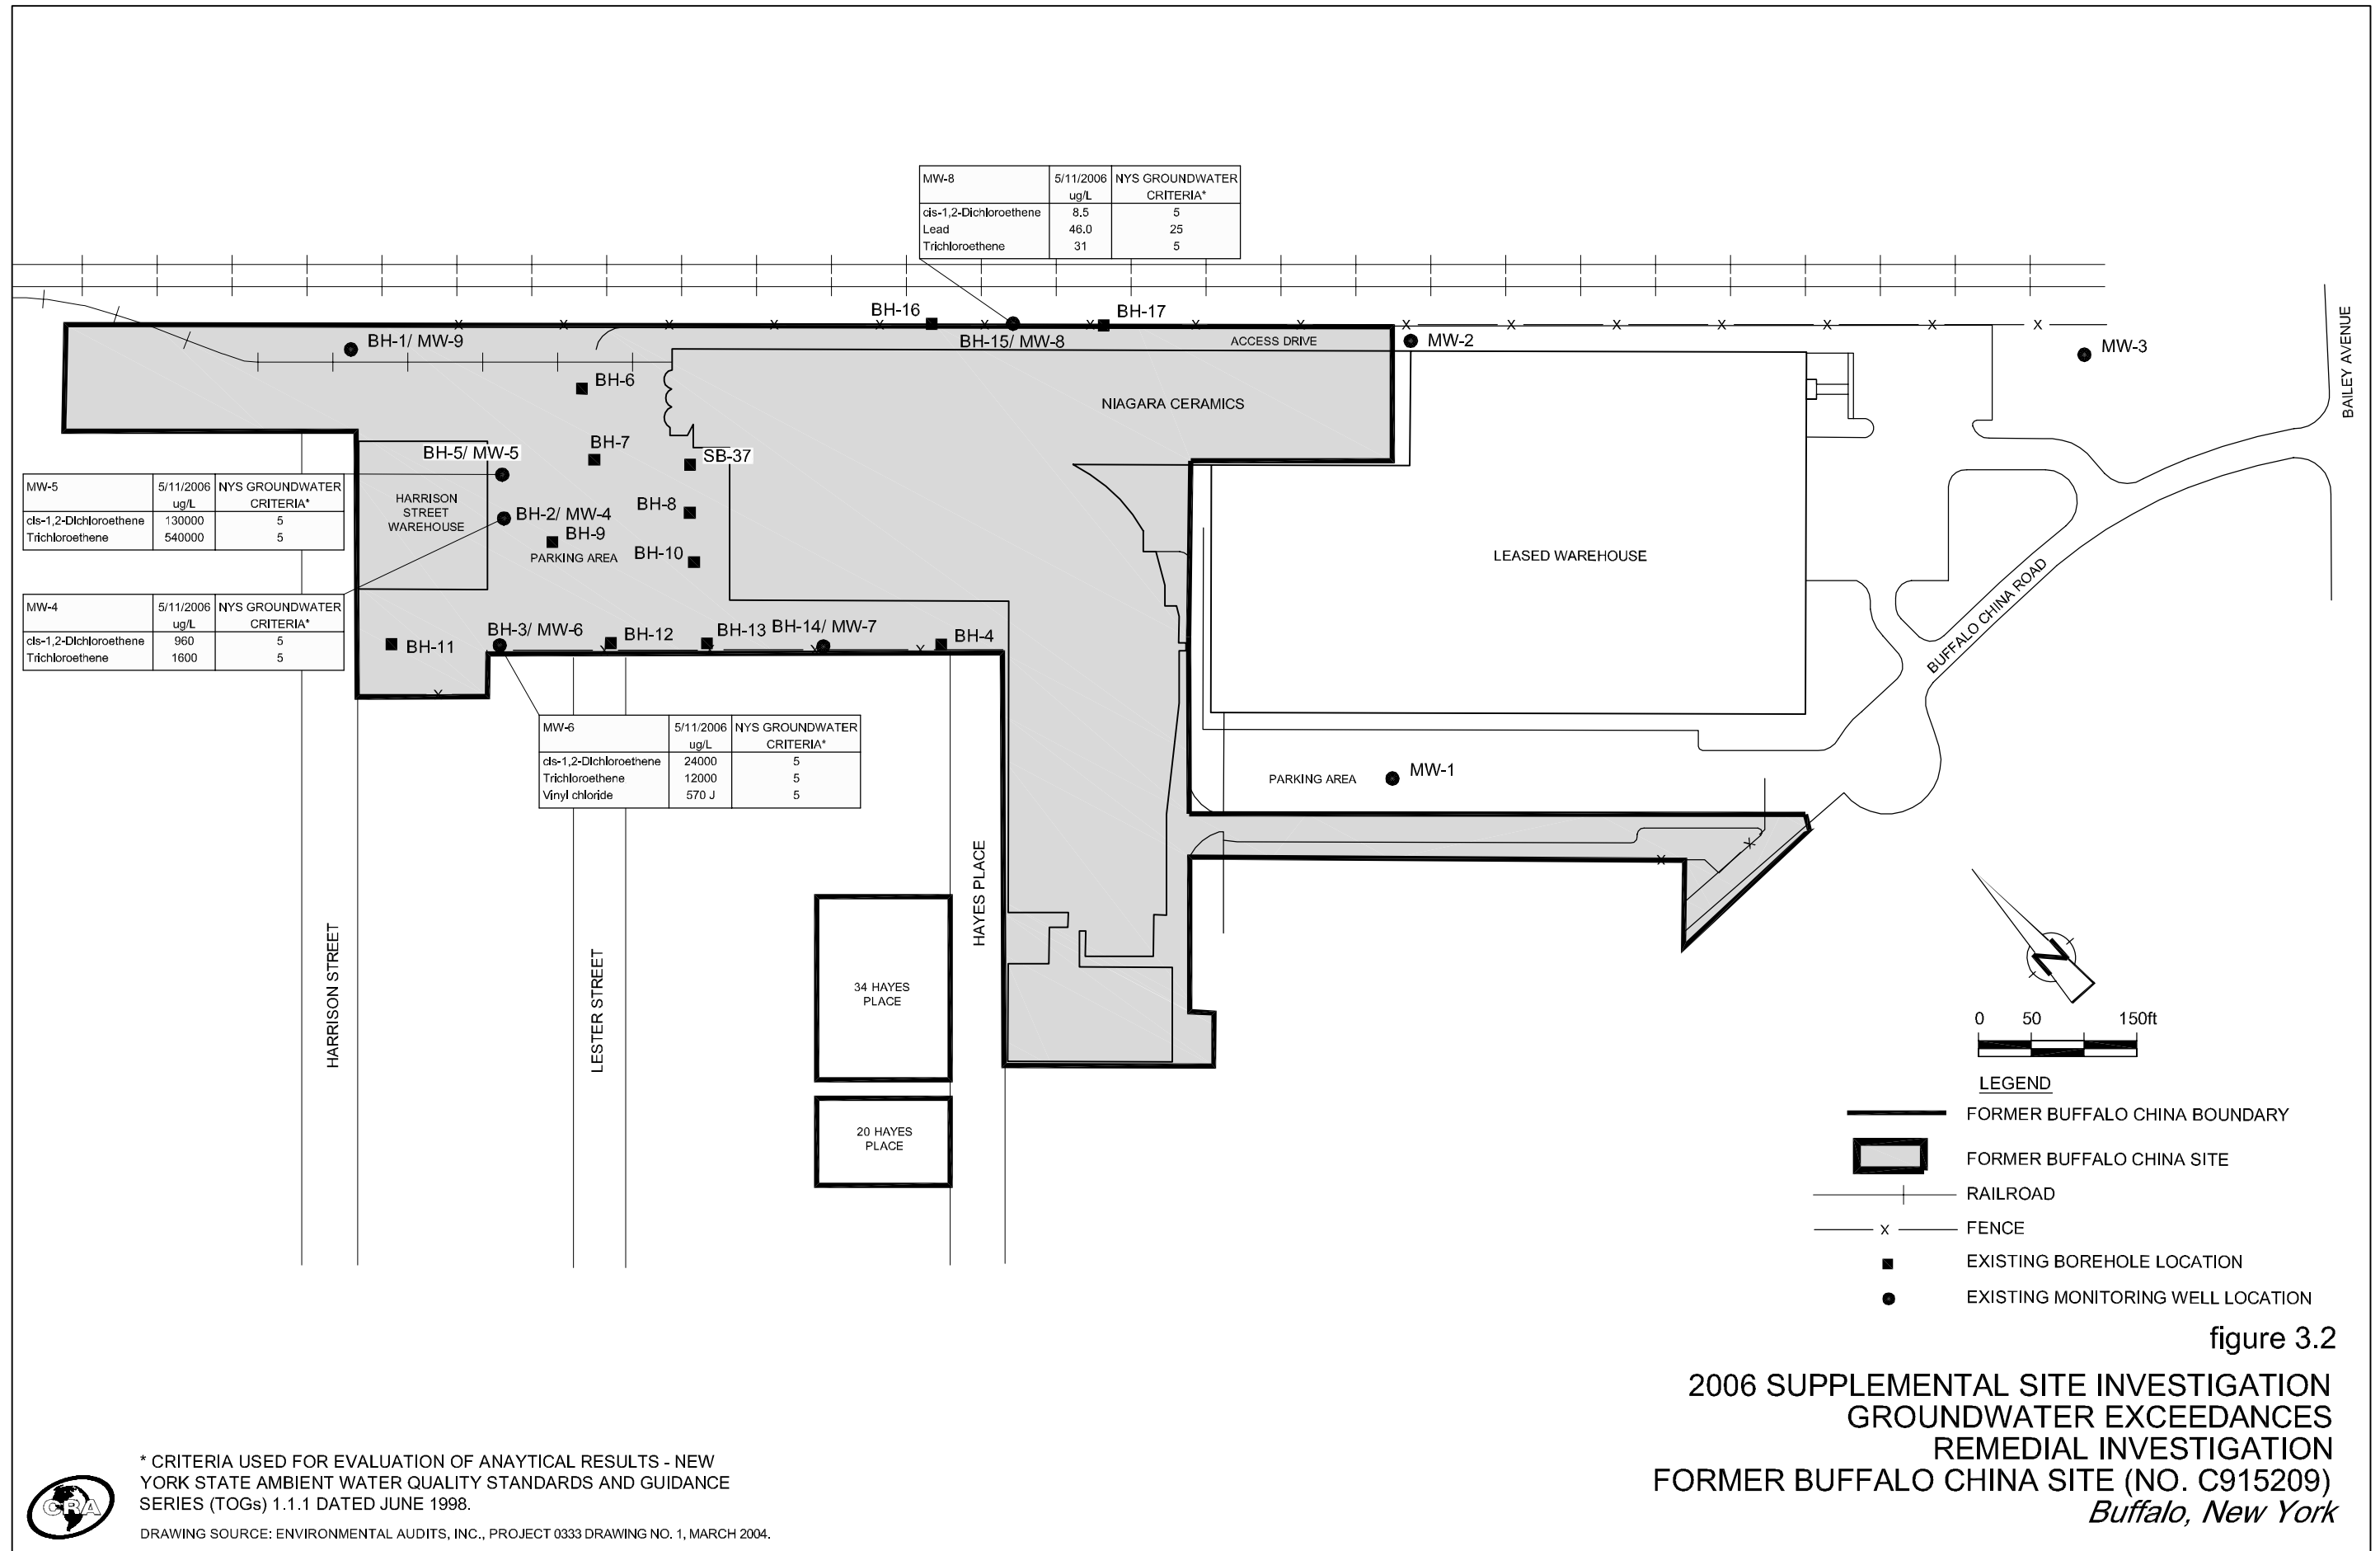 MW-8 5/11/2006 NYS GROUNDWATER
ug/L CRITERIA*
cis-1,2-Dichloroethene 8.5 5
Lead 46.0 25
Trichloroethene 31 5
BH-16
BH-17
BH-1/ MW-9
BH-15/ MW-8
ACCESS DRIVE
MW-2
MW-3
BAILEY AVENUE
BH-6
NIAGARA CERAMICS
BH-7
BH-5/ MW-5
SB-37
MW-5 5/11/2006 NYS GROUNDWATER
ug/L CRITERIA*
cis-1,2-Dichloroethene 130000 5
Trichloroethene 540000 5
HARRISON
STREET
WAREHOUSE
BH-8
BH-2/ MW-4
BH-9
PARKING AREA
BH-10
LEASED WAREHOUSE
BUFFALO CHINA ROAD
MW-4 5/11/2006 NYS GROUNDWATER
ug/L CRITERIA*
cis-1,2-Dichloroethene 960 5
Trichloroethene 1600 5
BH-11
BH-3/ MW-6
BH-12
BH-13
BH-14/ MW-7
BH-4
MW-6 5/11/2006 NYS GROUNDWATER
ug/L CRITERIA*
cis-1,2-Dichloroethene 24000 5
Trichloroethene 12000 5
Vinyl chloride 570 J 5
PARKING AREA
MW-1
HARRISON STREET
LESTER STREET
HAYES PLACE
34 HAYES
PLACE
20 HAYES
PLACE
N
0 50 150ft
LEGEND
FORMER BUFFALO CHINA BOUNDARY
FORMER BUFFALO CHINA SITE
RAILROAD
x FENCE
EXISTING BOREHOLE LOCATION
EXISTING MONITORING WELL LOCATION
figure 3.2
2006 SUPPLEMENTAL SITE INVESTIGATION
GROUNDWATER EXCEEDANCES
REMEDIAL INVESTIGATION
FORMER BUFFALO CHINA SITE (NO. C915209)
Buffalo, New York
CRA
* CRITERIA USED FOR EVALUATION OF ANAYTICAL RESULTS - NEW
YORK STATE AMBIENT WATER QUALITY STANDARDS AND GUIDANCE
SERIES (TOGs) 1.1.1 DATED JUNE 1998.
DRAWING SOURCE: ENVIRONMENTAL AUDITS, INC., PROJECT 0333 DRAWING NO. 1, MARCH 2004.